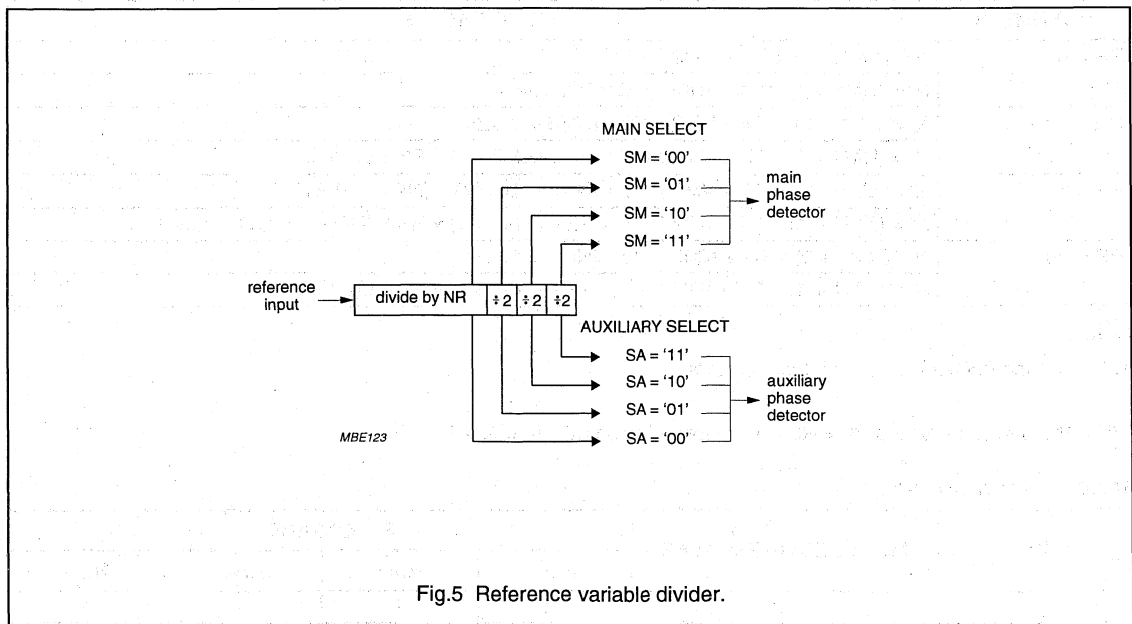 MAIN SELECT
SM = '00'
SM = '01'
SM = '10'
SM = '11'
main
phase
detector
reference
input
divide by NR
÷2
÷2
÷2
AUXILIARY SELECT
SA = '11'
SA = '10'
SA = '01'
SA = '00'
auxiliary
phase
detector
MBE123
Fig.5 Reference variable divider.